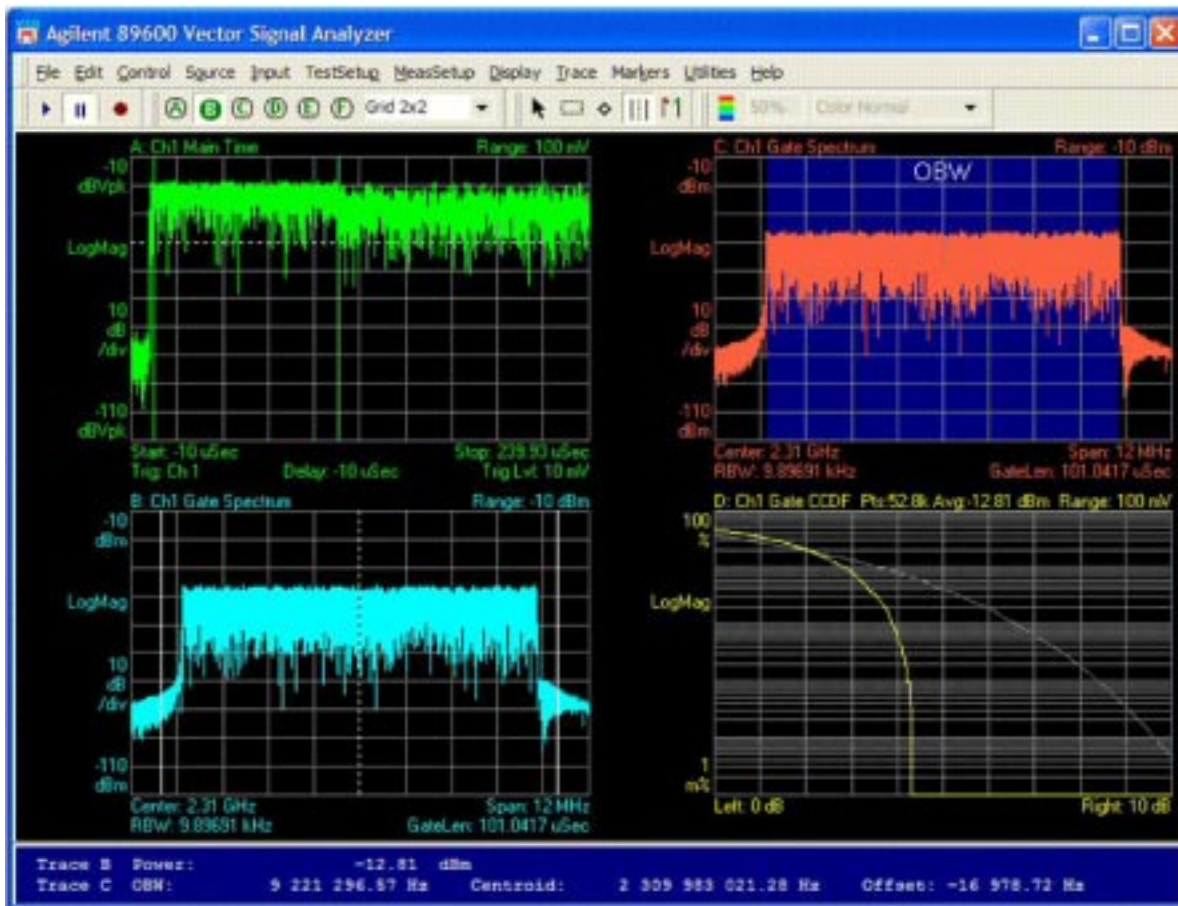 Agilent 89600 Vector Signal Analyzer
File Edit Control Source Input TestSetup MeasSetup Display Trace Markers Utilities Help
A B C D E F Grid 2x2 50% Color Normal
A: Ch1 Main Time Range: 100 mV
-10
dBVpk
LogMag
10
dB
/div
-110
dBVpk
Start: -10 uSec Stop: 239.93 uSec
Trig: Ch 1 Delay: -10 uSec Trig Lvl: 10 mV
C: Ch1 Gate Spectrum Range: -10 dBm
-10
dBm
OBW
LogMag
10
dB
/div
-110
dBm
Center: 2.31 GHz Span: 12 MHz
RBW: 9.89691 kHz GateLen: 101.0417 uSec
B: Ch1 Gate Spectrum Range: -10 dBm
-10
dBm
LogMag
10
dB
/div
-110
dBm
Center: 2.31 GHz Span: 12 MHz
RBW: 9.89691 kHz GateLen: 101.0417 uSec
D: Ch1 Gate CCDF Pts:52.8k Avg:-12.81 dBm Range: 100 mV
100
%
LogMag
1
m%
Left: 0 dB Right: 10 dB
Trace B Power: -12.81 dBm
Trace C OBW: 9 221 296.57 Hz Centroid: 2 309 983 021.28 Hz Offset: -16 978.72 Hz